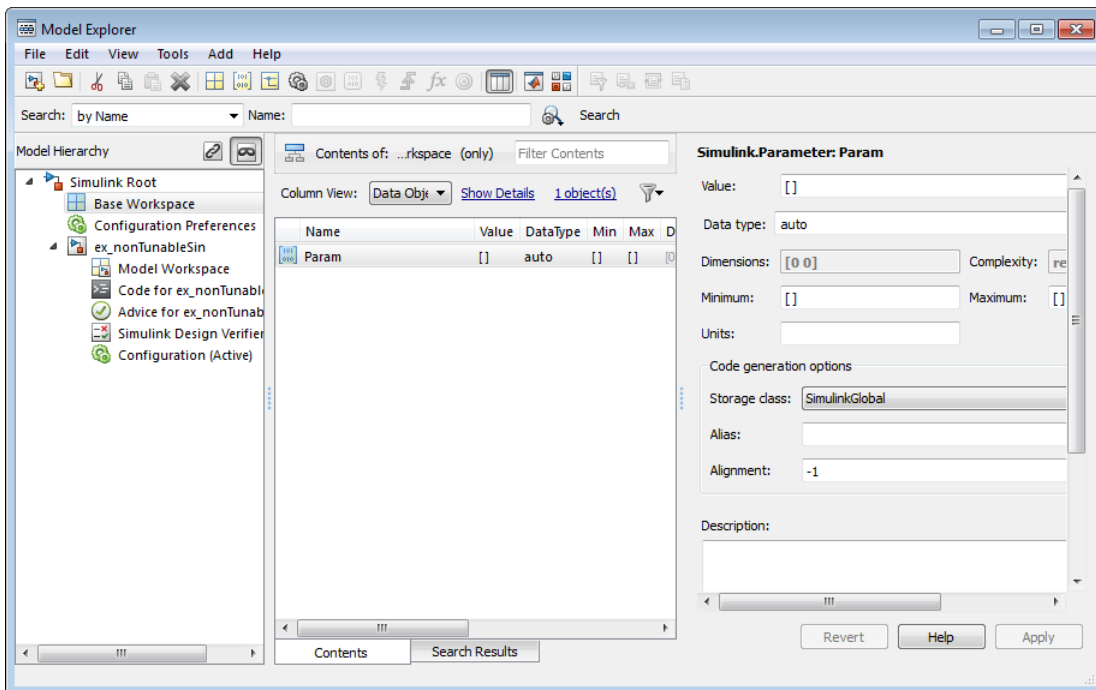 Model Explorer
File Edit View Tools Add Help
fx
Search: by Name Name: Search
Model Hierarchy
Simulink Root
Base Workspace
Configuration Preferences
ex_nonTunableSin
Model Workspace
Code for ex_nonTunable
Advice for ex_nonTunab
Simulink Design Verifier
Configuration (Active)
Contents of: ...rkspace (only) Filter Contents
Column View: Data Obje Show Details 1 object(s)
Name Value DataType Min Max D
Param [] auto [] [] [0
Contents Search Results
Simulink.Parameter: Param
Value: []
Data type: auto
Dimensions: [0 0] Complexity: re
Minimum: [] Maximum: []
Units:
Code generation options
Storage class: SimulinkGlobal
Alias:
Alignment: -1
Description:
Revert Help Apply